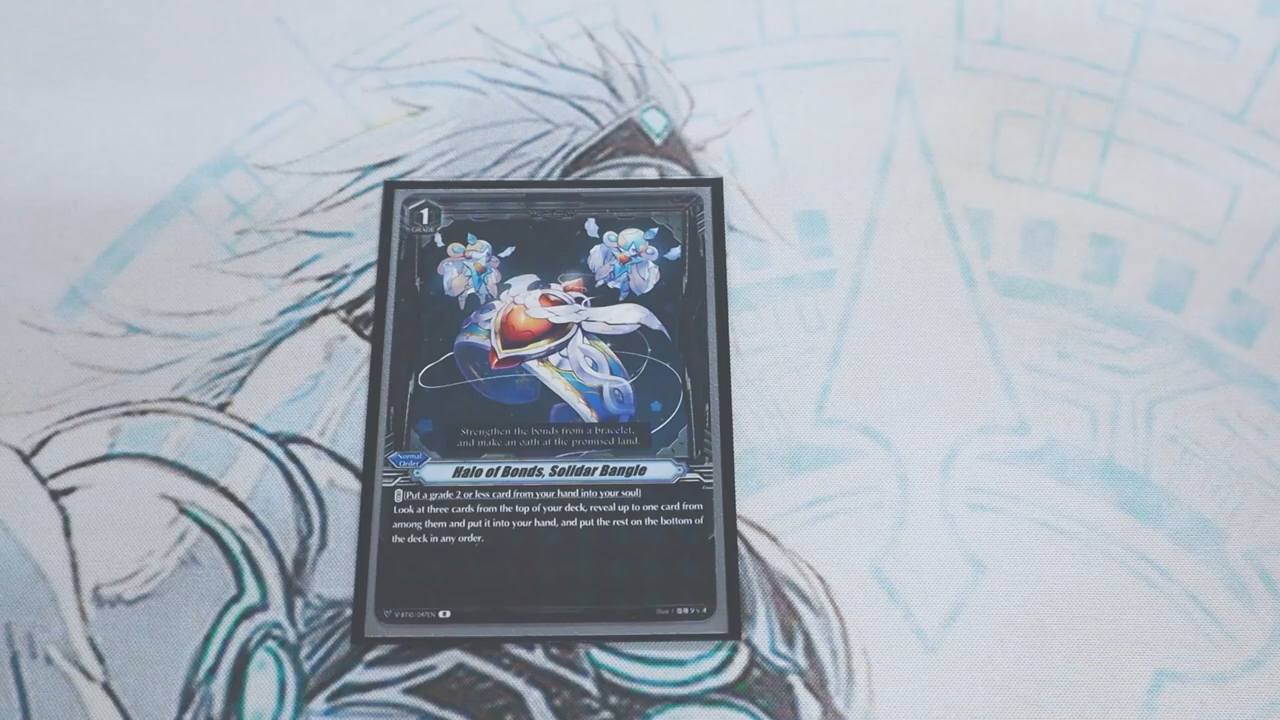 1
GRADE
Strengthen the bonds from a bracelet,
and make an oath at the promised land.
Normal
Order
Halo of Bonds, Solidar Bangle
[Put a grade 2 or less card from your hand into your soul]
Look at three cards from the top of your deck, reveal up to one card from
among them and put it into your hand, and put the rest on the bottom of
the deck in any order.
V-BT10/047EN R